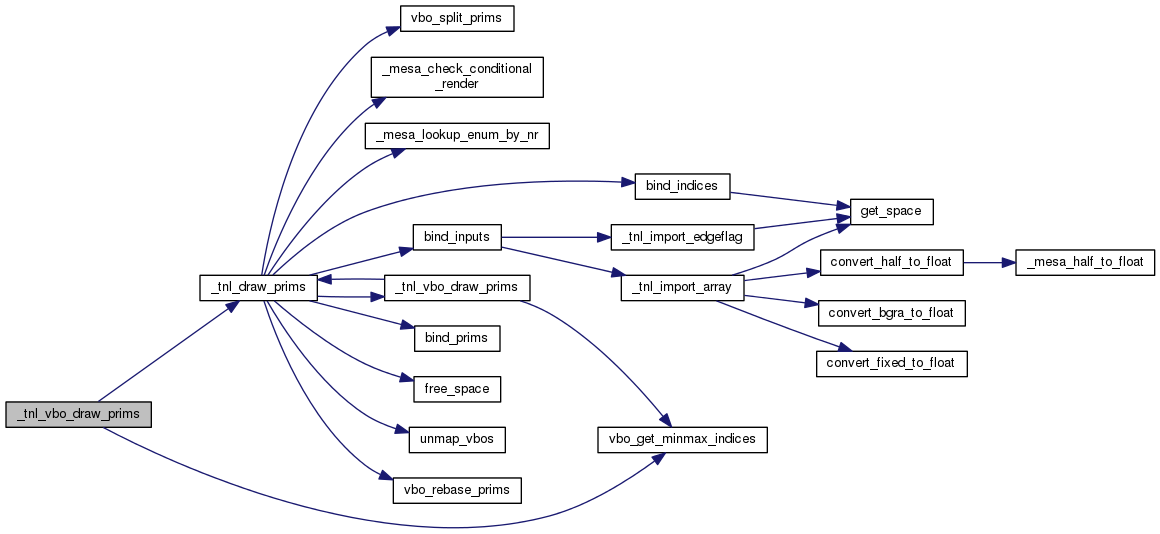 vbo_split_prims
_mesa_check_conditional
_render
_mesa_lookup_enum_by_nr
bind_indices
get_space
bind_inputs
_tnl_import_edgeflag
convert_half_to_float
_mesa_half_to_float
_tnl_draw_prims
_tnl_vbo_draw_prims
_tnl_import_array
convert_bgra_to_float
bind_prims
convert_fixed_to_float
free_space
_tnl_vbo_draw_prims
unmap_vbos
vbo_get_minmax_indices
vbo_rebase_prims